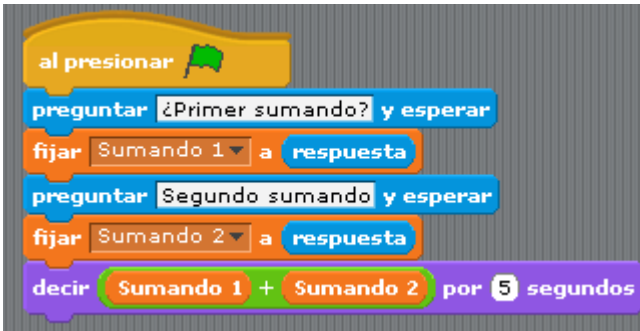 al presionar
preguntar ¿Primer sumando? y esperar
fijar Sumando 1 a respuesta
preguntar Segundo sumando y esperar
fijar Sumando 2 a respuesta
decir Sumando 1 + Sumando 2 por 5 segundos